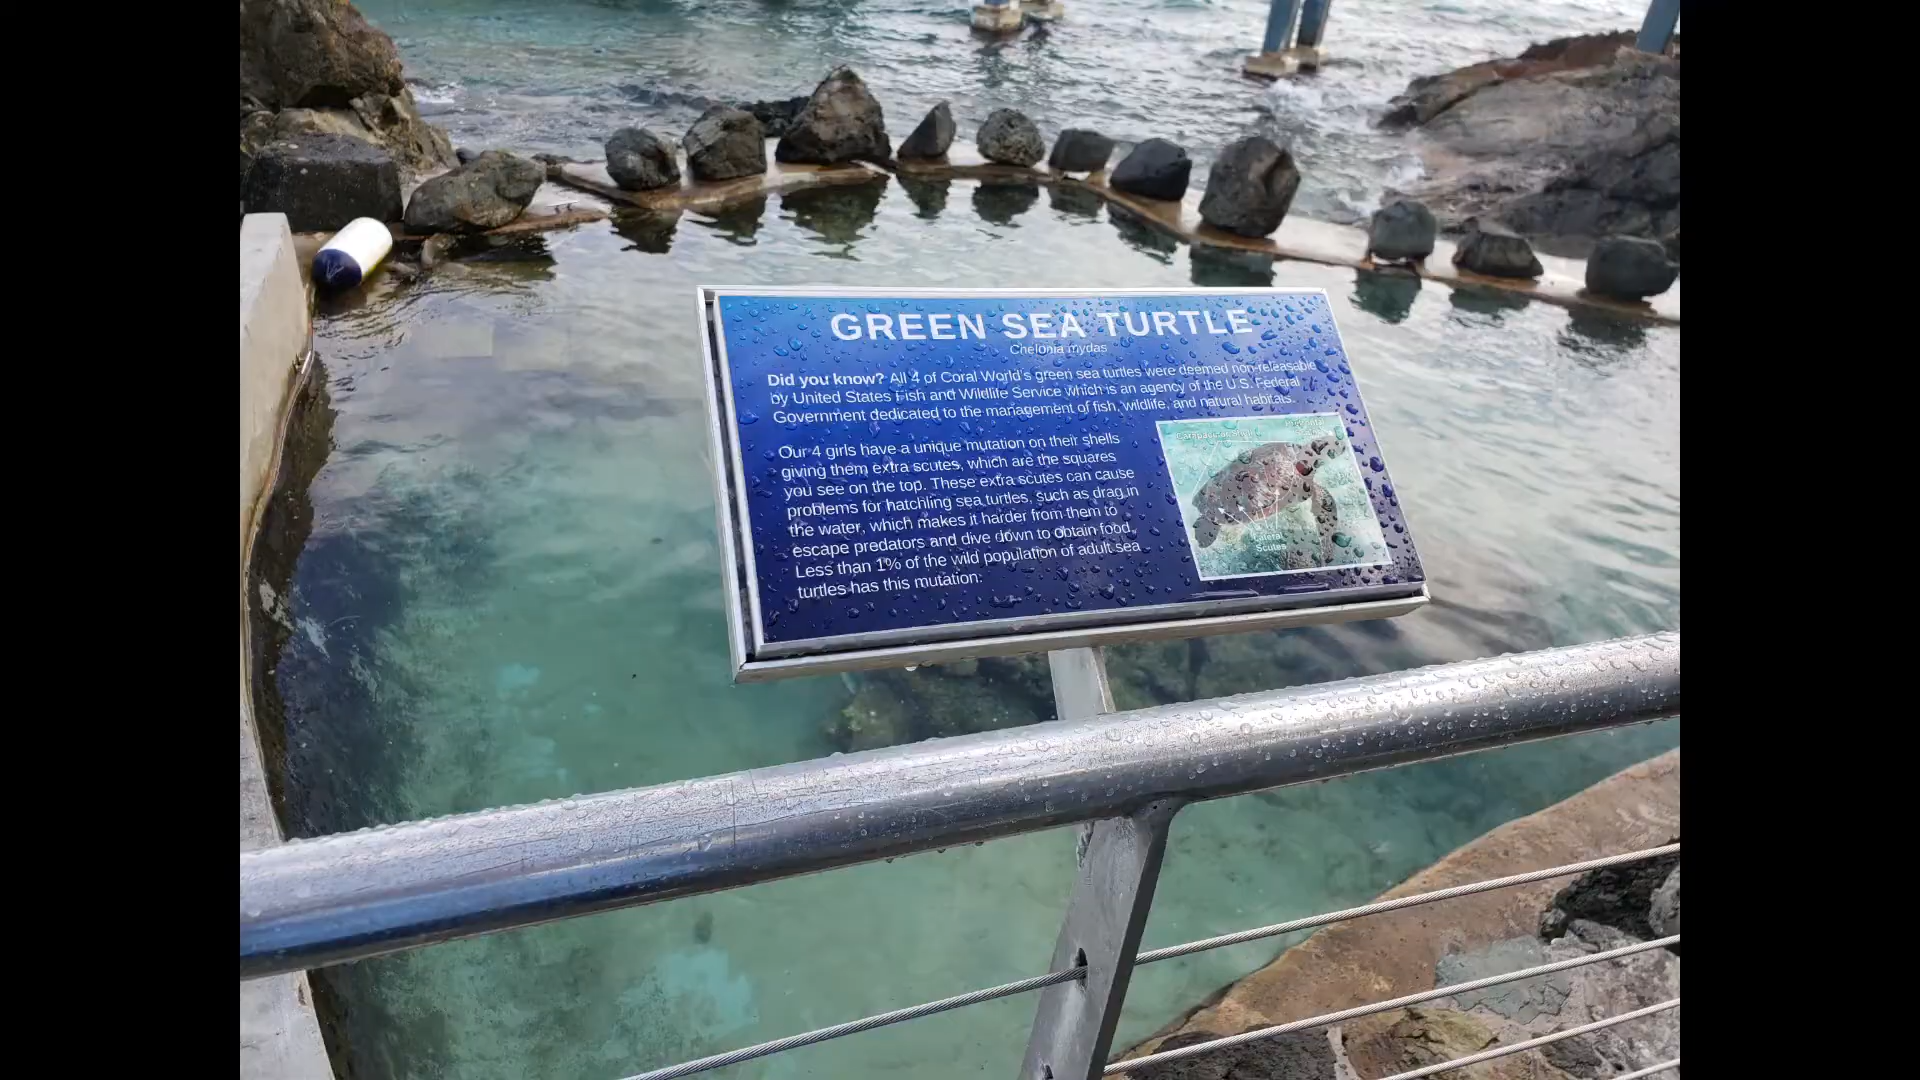 GREEN SEA TURTLE
Chelonia mydas
Did you know? All 4 of Coral World's green sea turtles were deemed non-releasable
by United States Fish and Wildlife Service which is an agency of the U.S. Federal
Government dedicated to the management of fish, wildlife, and natural habitats.
Our 4 girls have a unique mutation on their shells
giving them extra scutes, which are the squares
you see on the top. These extra scutes can cause
problems for hatchling sea turtles, such as drag in
the water, which makes it harder from them to
escape predators and dive down to obtain food.
Less than 1% of the wild population of adult sea
turtles has this mutation.
Lateral
Scutes